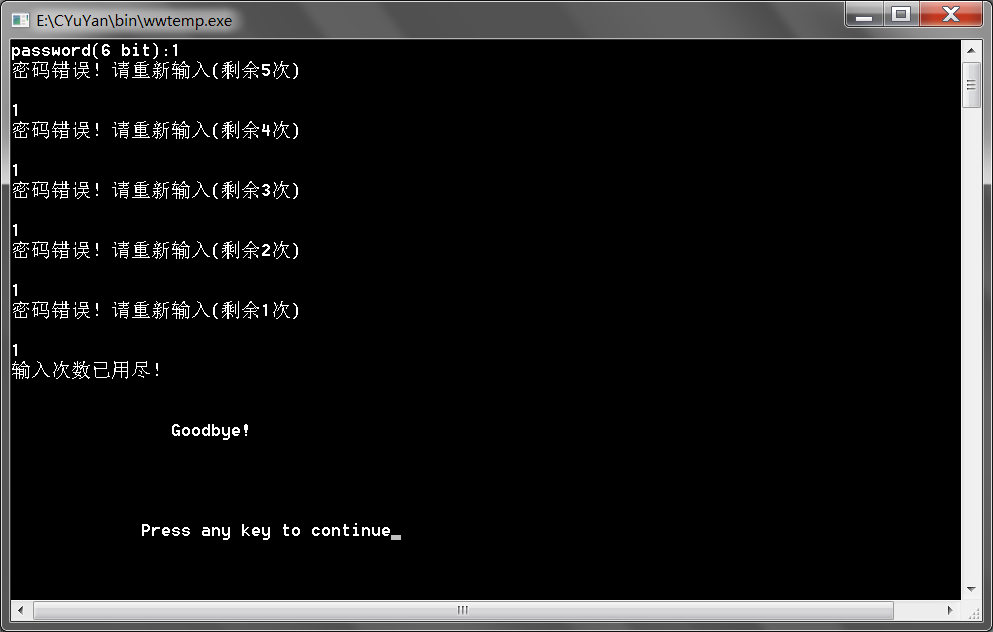 E:\CYuYan\bin\wwtemp.exe
password(6 bit):1
密码错误！请重新输入(剩余5次)
1
密码错误！请重新输入(剩余4次)
1
密码错误！请重新输入(剩余3次)
1
密码错误！请重新输入(剩余2次)
1
密码错误！请重新输入(剩余1次)
1
输入次数已用尽！
Goodbye!
Press any key to continue_